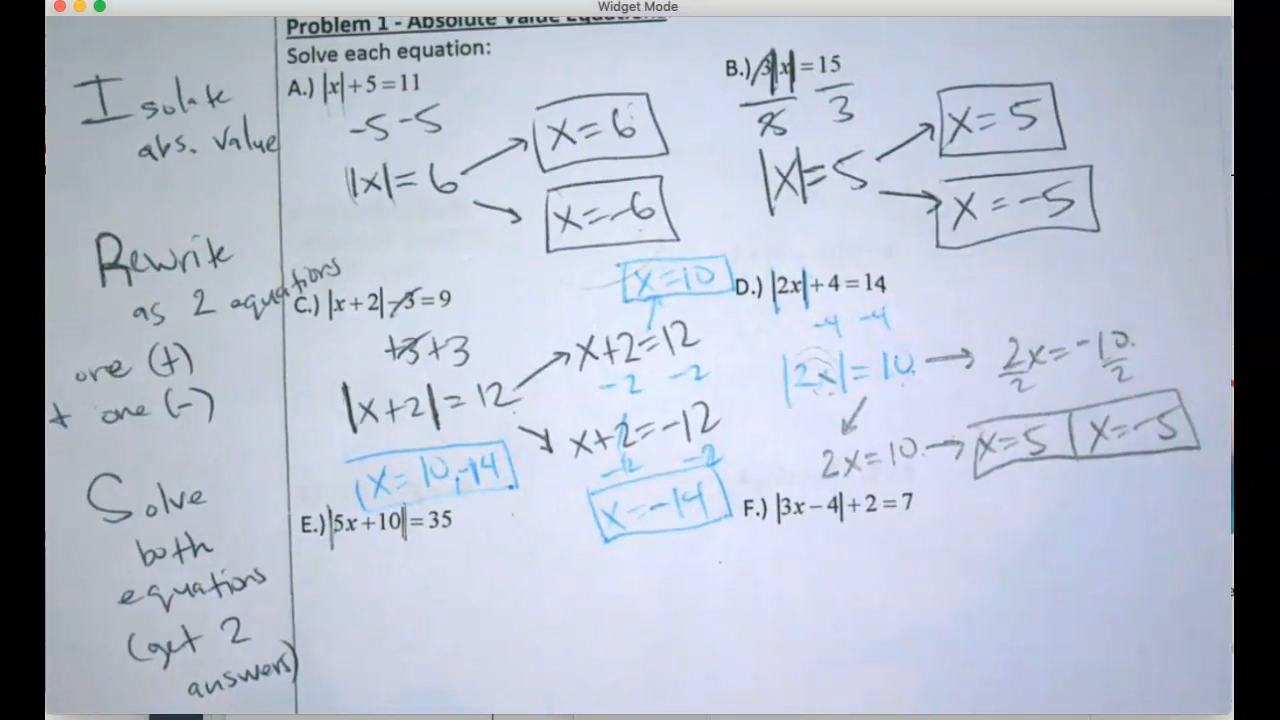 Widget Mode
Problem 1 - Absolute Value Equations
Solve each equation:
Isolate
abs. value
Rewrite
as 2 equations
one (+)
+ one (-)
Solve
both
equations
(get 2
answers)
A.) |x|+5=11
-5 -5
|x|=6
x=6
x=-6
B.) 3|x|=15
3 3
|x|=5
x=5
x=-5
C.) |x+2|-3=9
+3+3
|x+2|=12
x+2=12
-2 -2
x=10
x+2=-12
-2 -2
x=-14
x=10,-14
D.) |2x|+4=14
-4 -4
|2x|=10
2x=-10
2 2
2x=10
x=5
x=-5
E.) |5x+10|=35
F.) |3x-4|+2=7